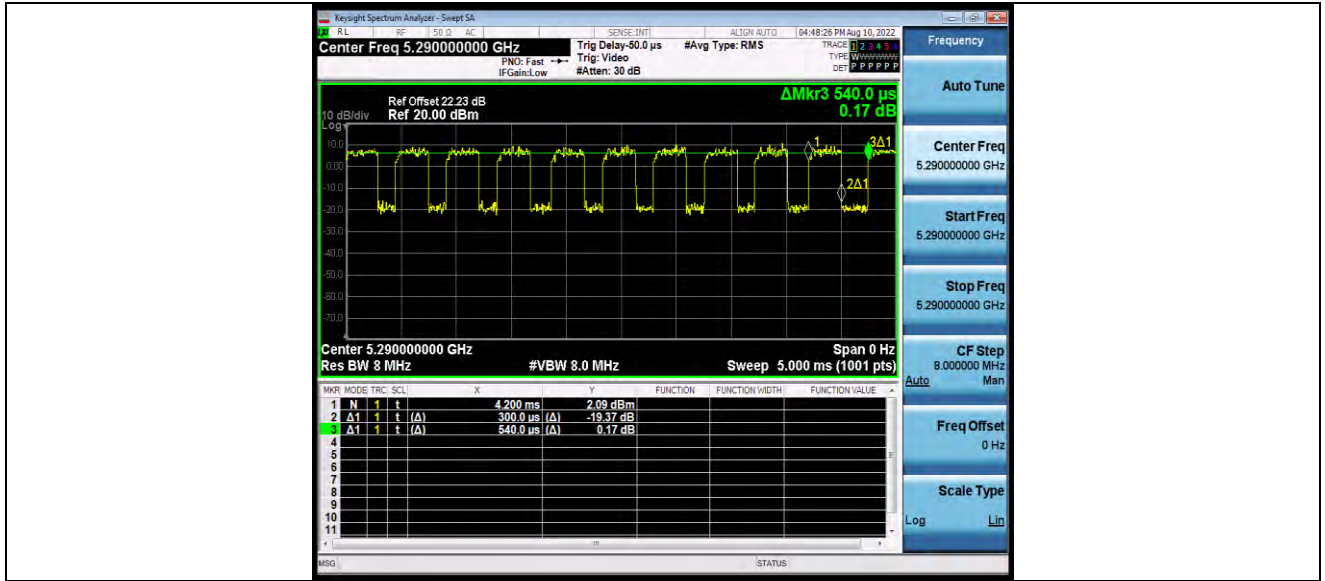 Keysight Spectrum Analyzer - Swept SA
RL RF 50 Ω AC SENSE:INT ALIGN AUTO 04:48:26 PM Aug 10, 2022
Center Freq 5.290000000 GHz
PNO: Fast
IFGain:Low
Trig Delay-50.0 µs
Trig: Video
#Atten: 30 dB
#Avg Type: RMS
TRACE 1 2 3 4 5 6
TYPE
DET P P P P P P
ΔMkr3 540.0 µs
0.17 dB
Ref Offset 22.23 dB
10 dB/div Ref 20.00 dBm
Log
10.0
0.00
-10.0
-20.0
-30.0
-40.0
-50.0
-60.0
-70.0
1
3Δ1
2Δ1
Center 5.290000000 GHz Span 0 Hz
Res BW 8 MHz #VBW 8.0 MHz Sweep 5.000 ms (1001 pts)
MKR MODE TRC SCL X Y FUNCTION FUNCTION WIDTH FUNCTION VALUE
1 N 1 t 4.200 ms 2.09 dBm
2 Δ1 1 t (Δ) 300.0 µs (Δ) -19.37 dB
3 Δ1 1 t (Δ) 540.0 µs (Δ) 0.17 dB
4
5
6
7
8
9
10
11
MSG STATUS
Frequency
Auto Tune
Center Freq
5.290000000 GHz
Start Freq
5.290000000 GHz
Stop Freq
5.290000000 GHz
CF Step
8.000000 MHz
Auto Man
Freq Offset
0 Hz
Scale Type
Log Lin